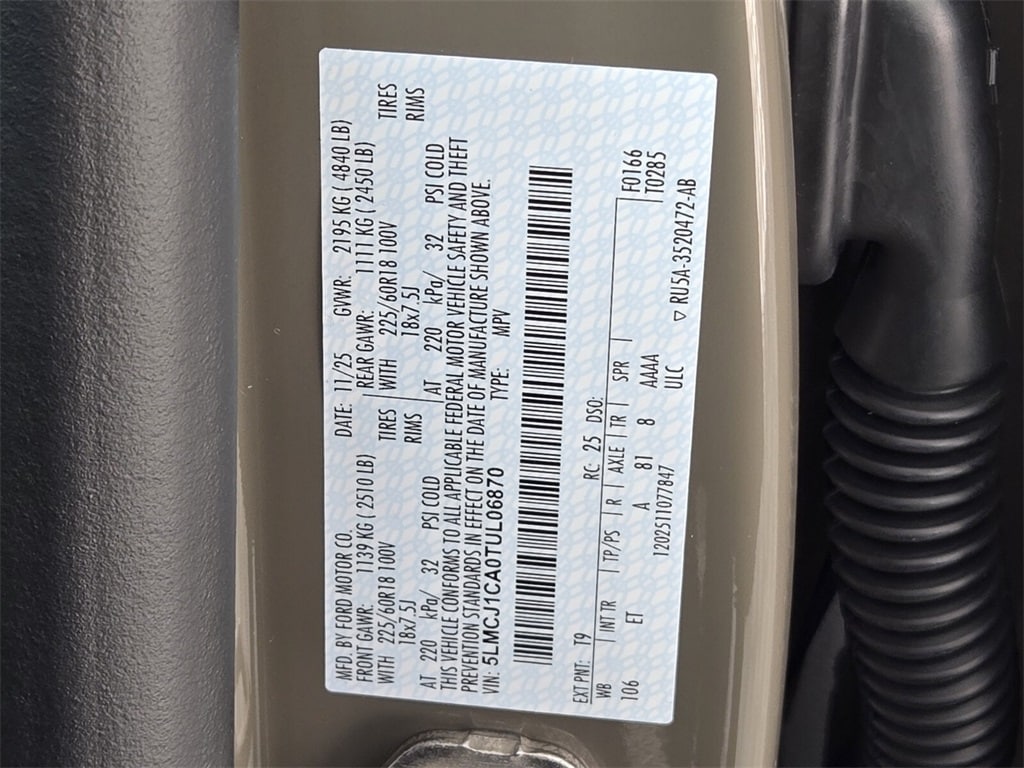 MFD. BY FORD MOTOR CO. DATE: 11/25 GVWR: 2195 KG ( 4840 LB)
FRONT GAWR: 1139 KG ( 2510 LB) REAR GAWR: 1111 KG ( 2450 LB)
WITH 225/60R18 100V TIRES WITH 225/60R18 100V TIRES
18x7.5J RIMS 18x7.5J RIMS
AT 220 kPa/ 32 PSI COLD AT 220 kPa/ 32 PSI COLD
THIS VEHICLE CONFORMS TO ALL APPLICABLE FEDERAL MOTOR VEHICLE SAFETY AND THEFT
PREVENTION STANDARDS IN EFFECT ON THE DATE OF MANUFACTURE SHOWN ABOVE.
VIN: 5LMCJ1CA0TUL06870 TYPE: MPV
EXT PNT: T9 RC: 25 DSO: F0166
WB INTR TP/PS R AXLE TR SPR T0285
106 ET A 81 8 AAAA
1202511077847 ULC
▽ RU5A-3520472-AB